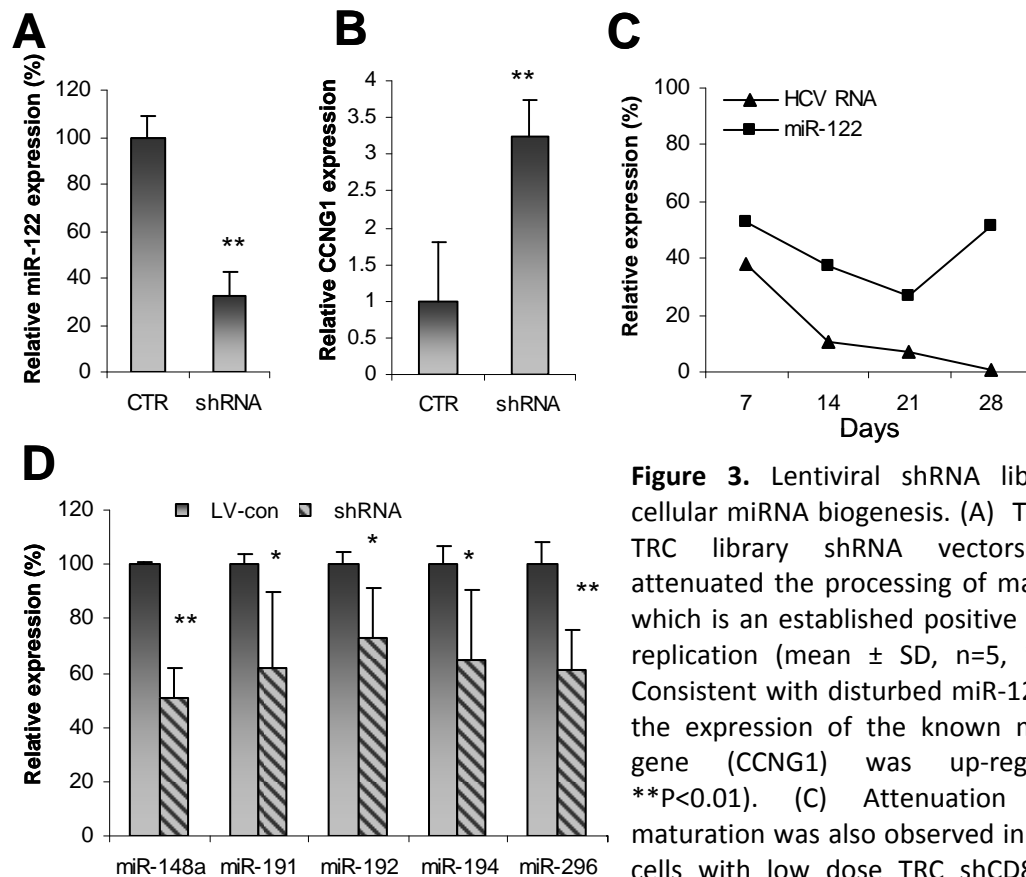 A
Relative miR-122 expression (%)
120
100
80
60
40
20
0
**
CTR
shRNA
B
Relative CCNG1 expression
4
3.5
3
2.5
2
1.5
1
0.5
0
**
CTR
shRNA
C
Relative expression (%)
100
80
60
40
20
0
HCV RNA
miR-122
7
14
21
28
Days
D
Relative expression (%)
120
100
80
60
40
20
0
LV-con
shRNA
**
*
*
*
**
miR-148a
miR-191
miR-192
miR-194
miR-296
Figure 3. Lentiviral shRNA lib
cellular miRNA biogenesis. (A) T
TRC library shRNA vectors
attenuated the processing of ma
which is an established positive
replication (mean ± SD, n=5,
Consistent with disturbed miR-12
the expression of the known m
gene (CCNG1) was up-reg
**P<0.01). (C) Attenuation
maturation was also observed in
cells with low dose TRC shCD8